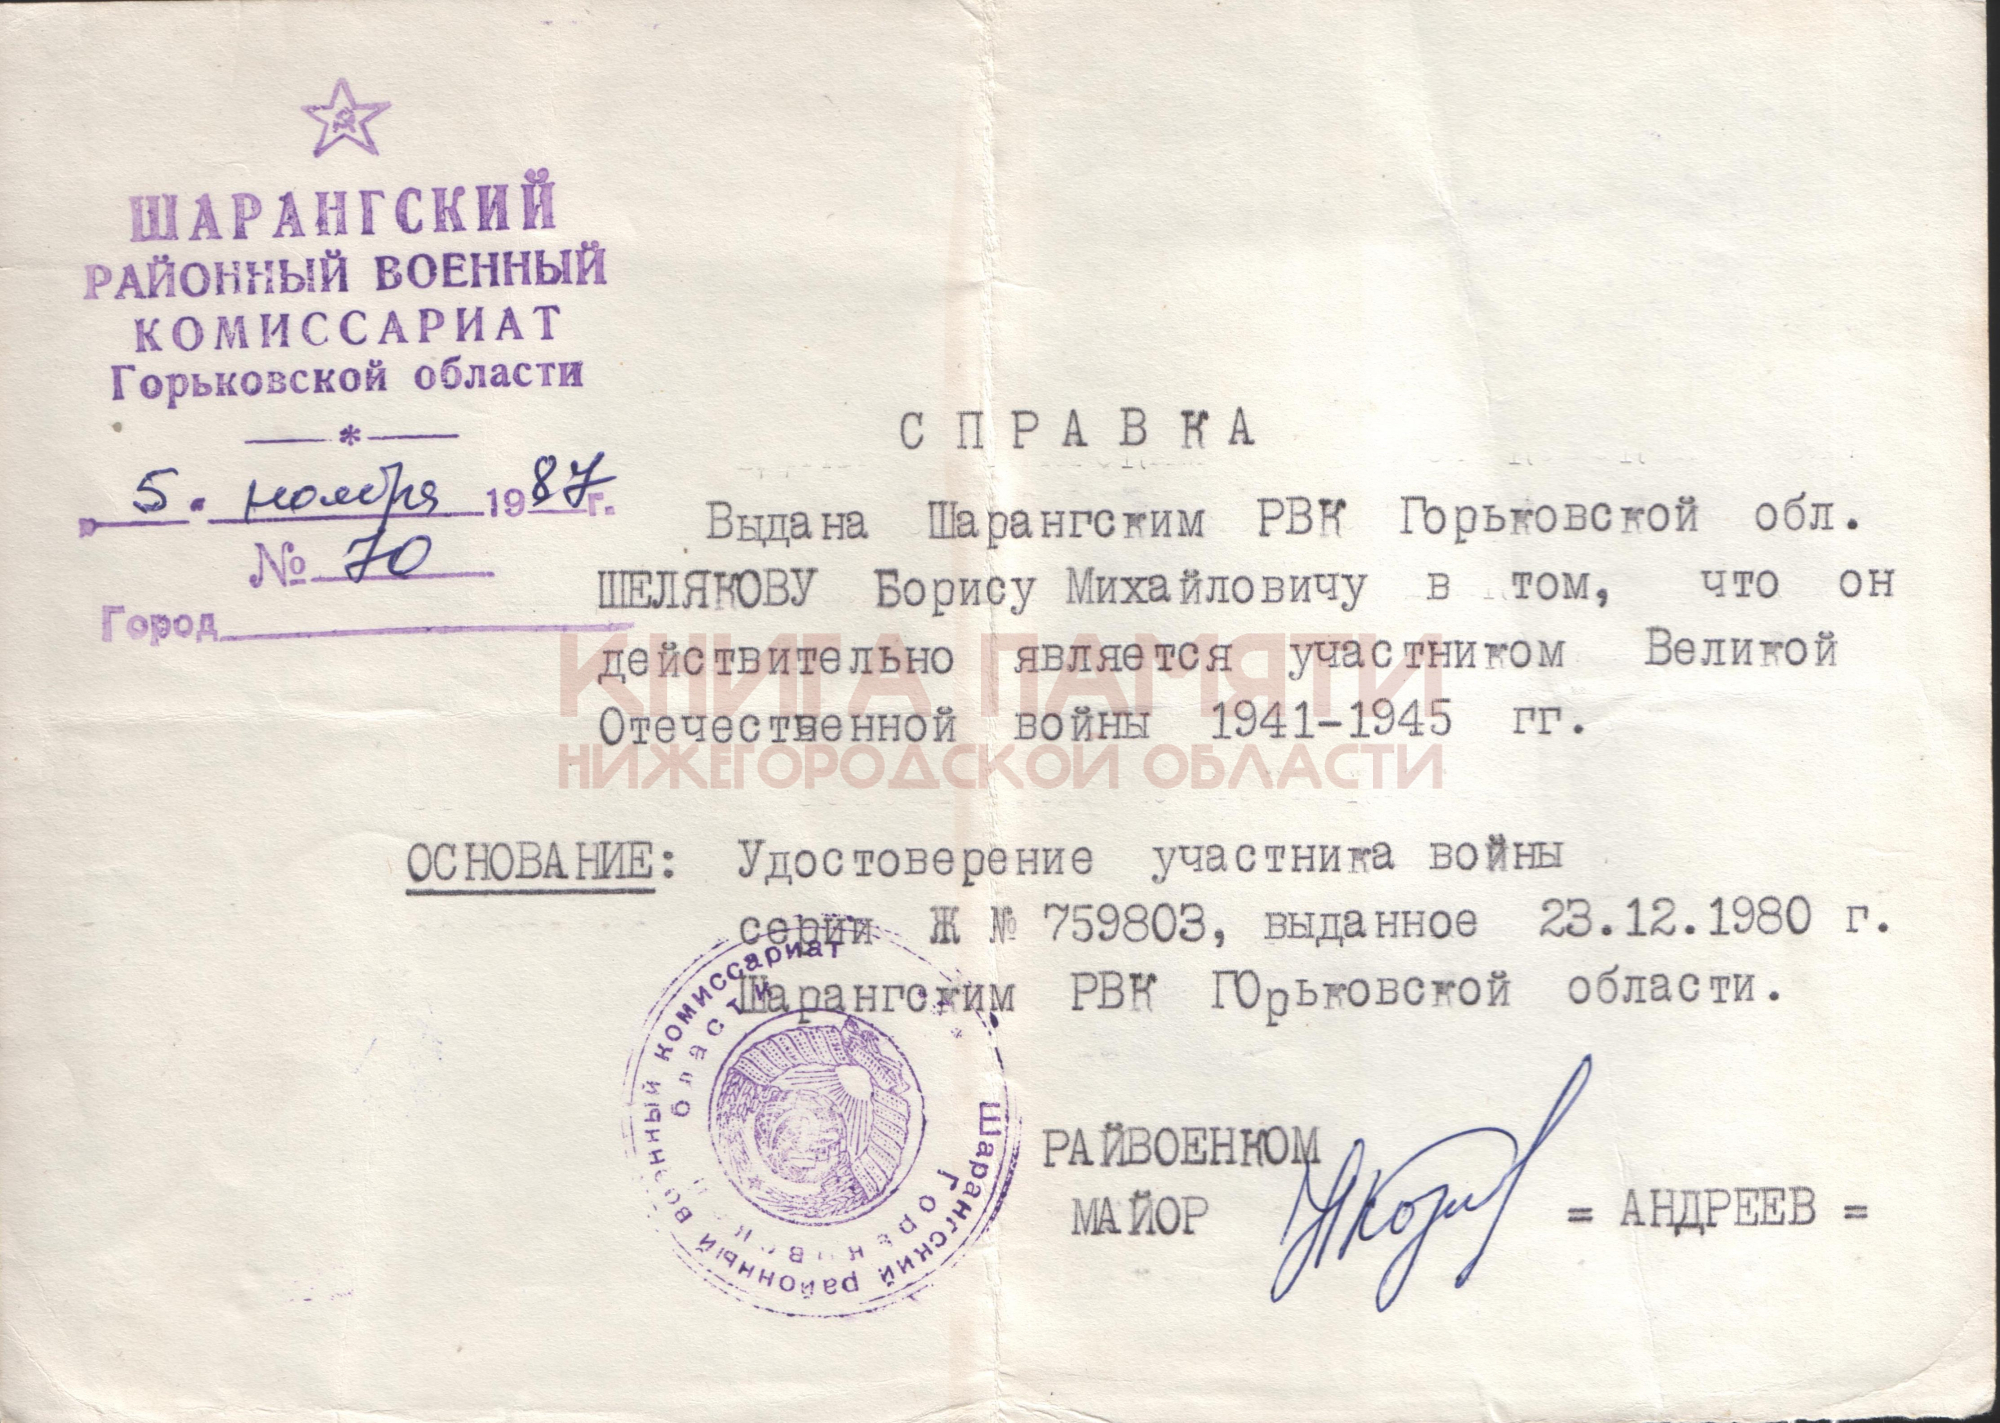 ШАРАНГСКИЙ
РАЙОННЫЙ ВОЕННЫЙ
КОМИССАРИАТ
Горьковской области
5. ноября 1987г.
№ 70
Город
СПРАВКА
Выдана Шарангским РВК Горьковской обл.
ШЕЛЯКОВУ Борису Михайловичу в том, что он
действительно является участником Великой
Отечественной войны 1941-1945 гг.
КНИГА ПАМЯТИ
НИЖЕГОРОДСКОЙ ОБЛАСТИ
ОСНОВАНИЕ: Удостоверение участника войны
серии Ж № 759803, выданное 23.12.1980 г.
Шарангским РВК ГОрьковской области.
Шарангский районный военный комиссариат
Горьковской области
РАЙВОЕНКОМ
МАЙОР = АНДРЕЕВ =